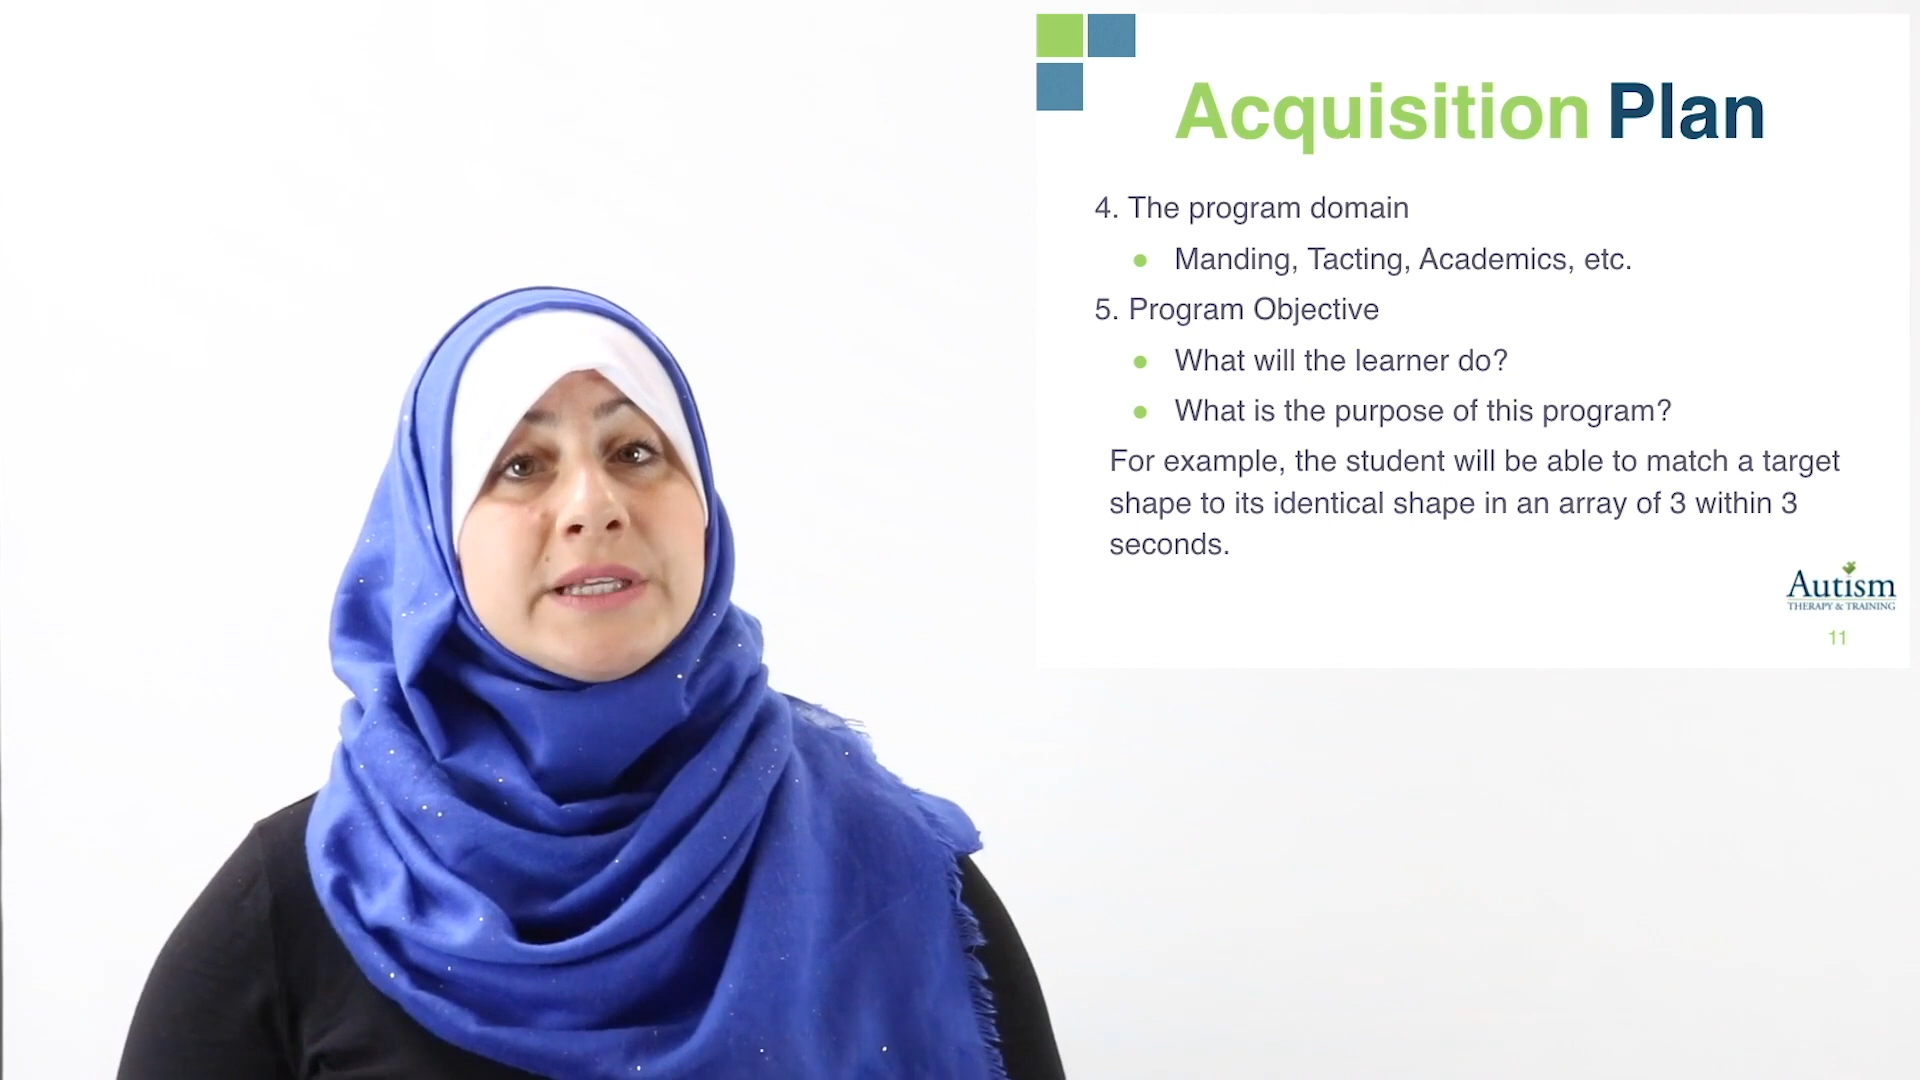 Acquisition Plan
4. The program domain
● Manding, Tacting, Academics, etc.
5. Program Objective
● What will the learner do?
● What is the purpose of this program?
For example, the student will be able to match a target
shape to its identical shape in an array of 3 within 3
seconds.
Autism
THERAPY & TRAINING
11